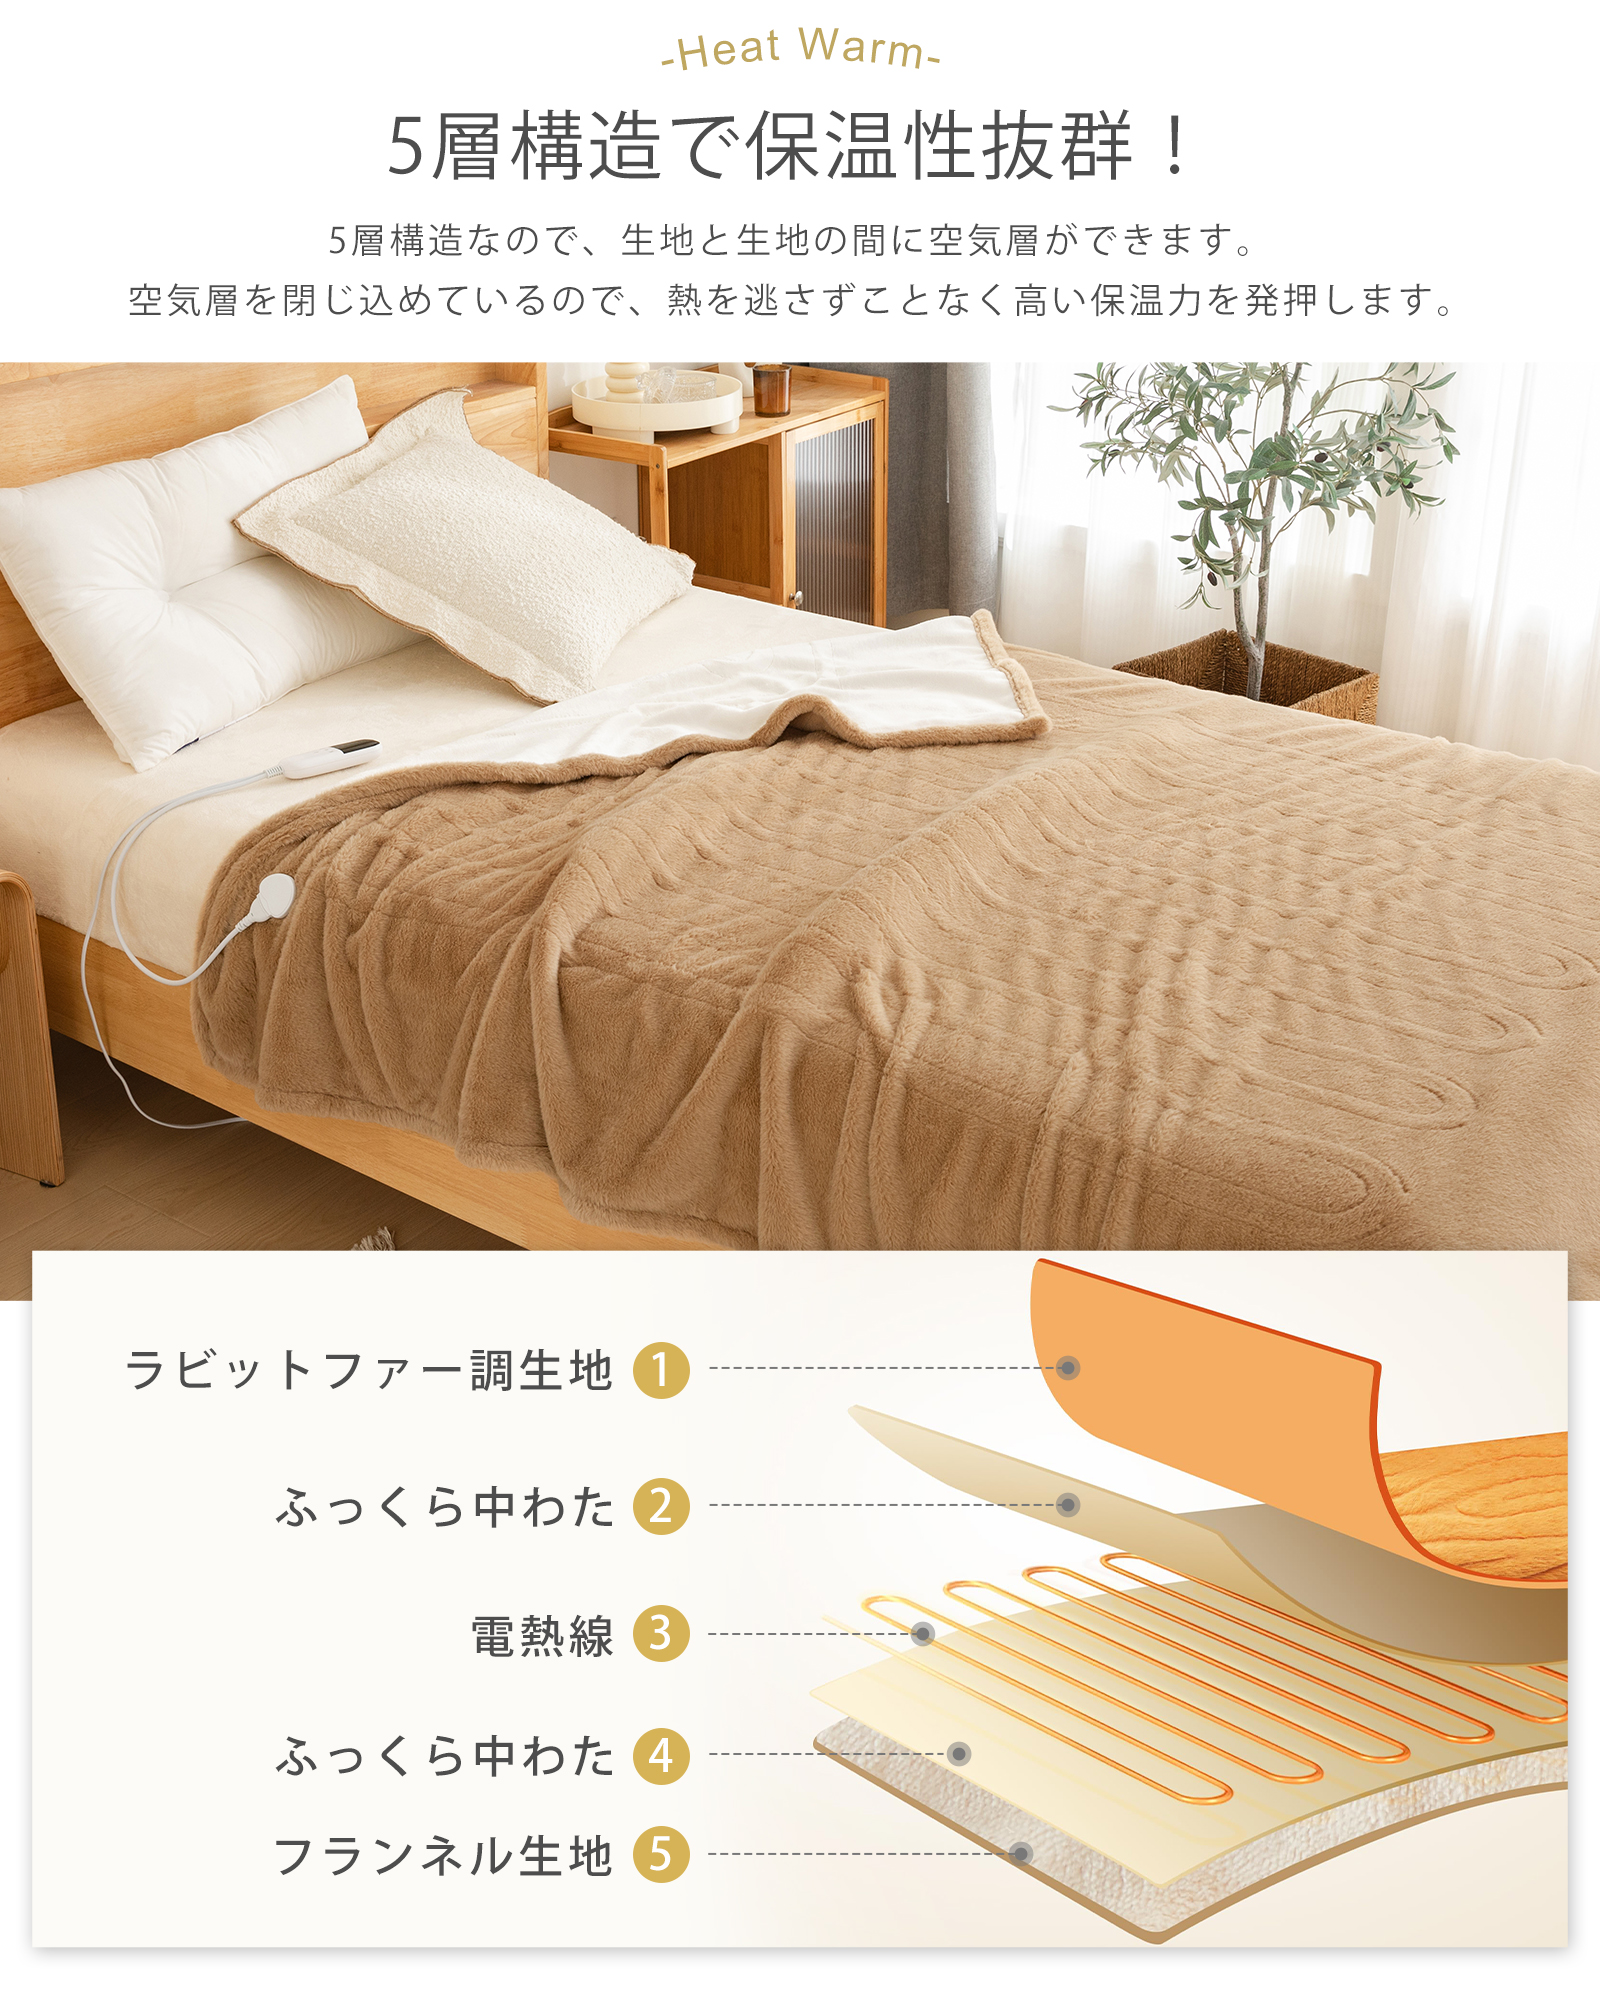 -Heat Warm-
5層構造で保温性抜群！
5層構造なので、生地と生地の間に空気層ができます。
空気層を閉じ込めているので、熱を逃さずことなく高い保温力を発押します。
ラビットファー調生地 1
ふっくら中わた 2
電熱線 3
ふっくら中わた 4
フランネル生地 5